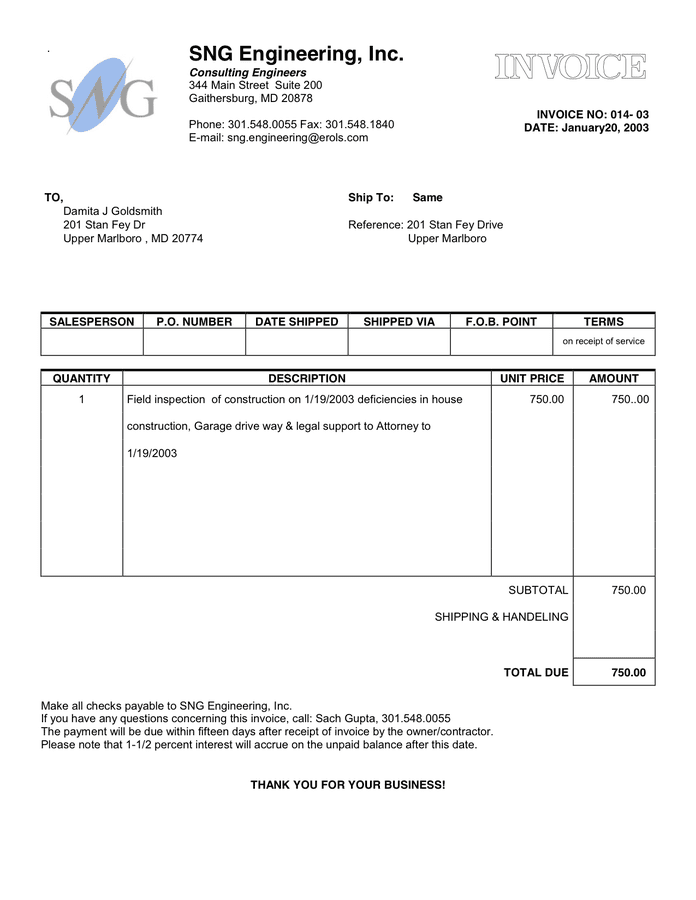 .
SNG
SNG Engineering, Inc.
Consulting Engineers
344 Main Street Suite 200
Gaithersburg, MD 20878
Phone: 301.548.0055 Fax: 301.548.1840
E-mail: sng.engineering@erols.com
INVOICE
INVOICE NO: 014- 03
DATE: January20, 2003
TO,
Damita J Goldsmith
201 Stan Fey Dr
Upper Marlboro , MD 20774
Ship To: Same
Reference: 201 Stan Fey Drive
Upper Marlboro
SALESPERSON P.O. NUMBER DATE SHIPPED SHIPPED VIA F.O.B. POINT TERMS
on receipt of service
QUANTITY DESCRIPTION UNIT PRICE AMOUNT
1 Field inspection of construction on 1/19/2003 deficiencies in house 750.00 750..00
construction, Garage drive way & legal support to Attorney to
1/19/2003
SUBTOTAL 750.00
SHIPPING & HANDELING
TOTAL DUE 750.00
Make all checks payable to SNG Engineering, Inc.
If you have any questions concerning this invoice, call: Sach Gupta, 301.548.0055
The payment will be due within fifteen days after receipt of invoice by the owner/contractor.
Please note that 1-1/2 percent interest will accrue on the unpaid balance after this date.
THANK YOU FOR YOUR BUSINESS!